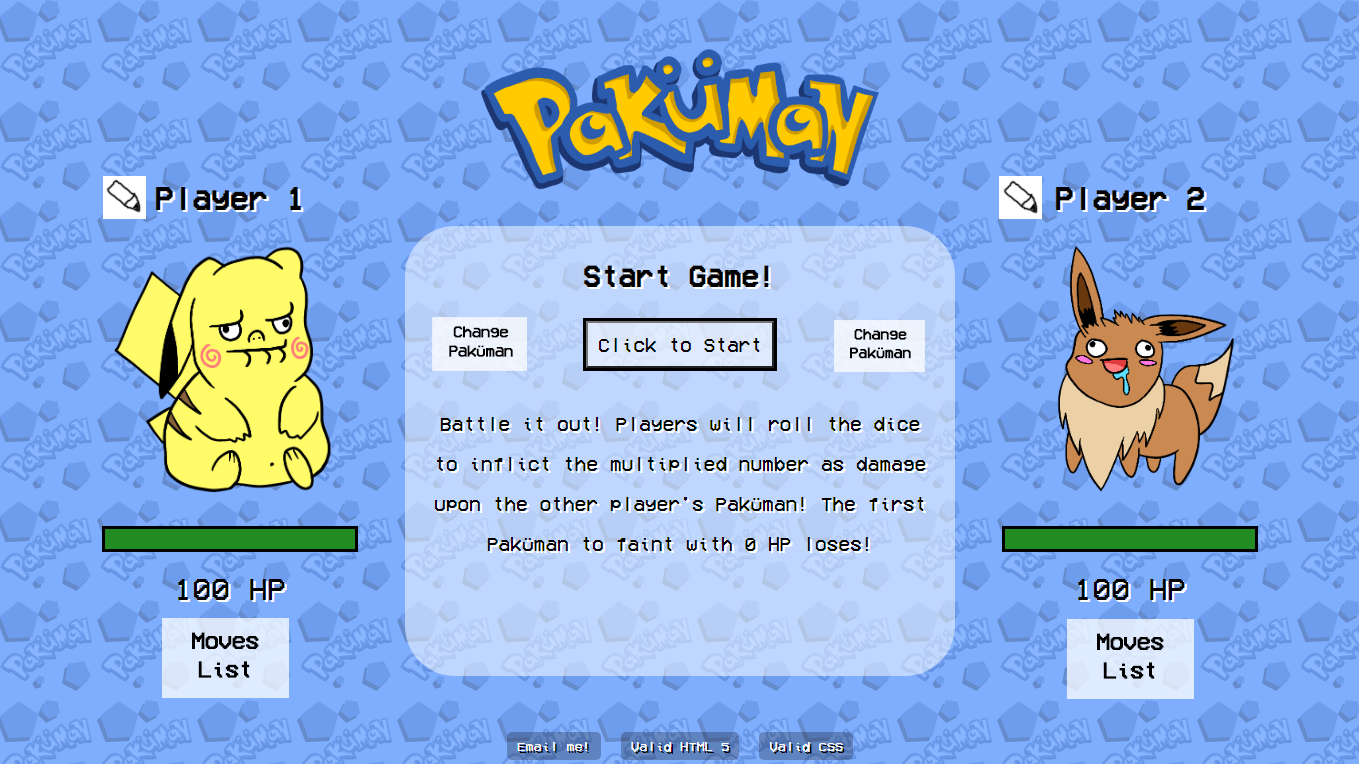 Paküman
Player 1
Player 2
Start Game!
Change
Paküman
Click to Start
Change
Paküman
Battle it out! Players will roll the dice
to inflict the multiplied number as damage
upon the other player's Paküman! The first
Paküman to faint with 0 HP loses!
100 HP
100 HP
Moves
List
Moves
List
Email me!
Valid HTML 5
Valid CSS